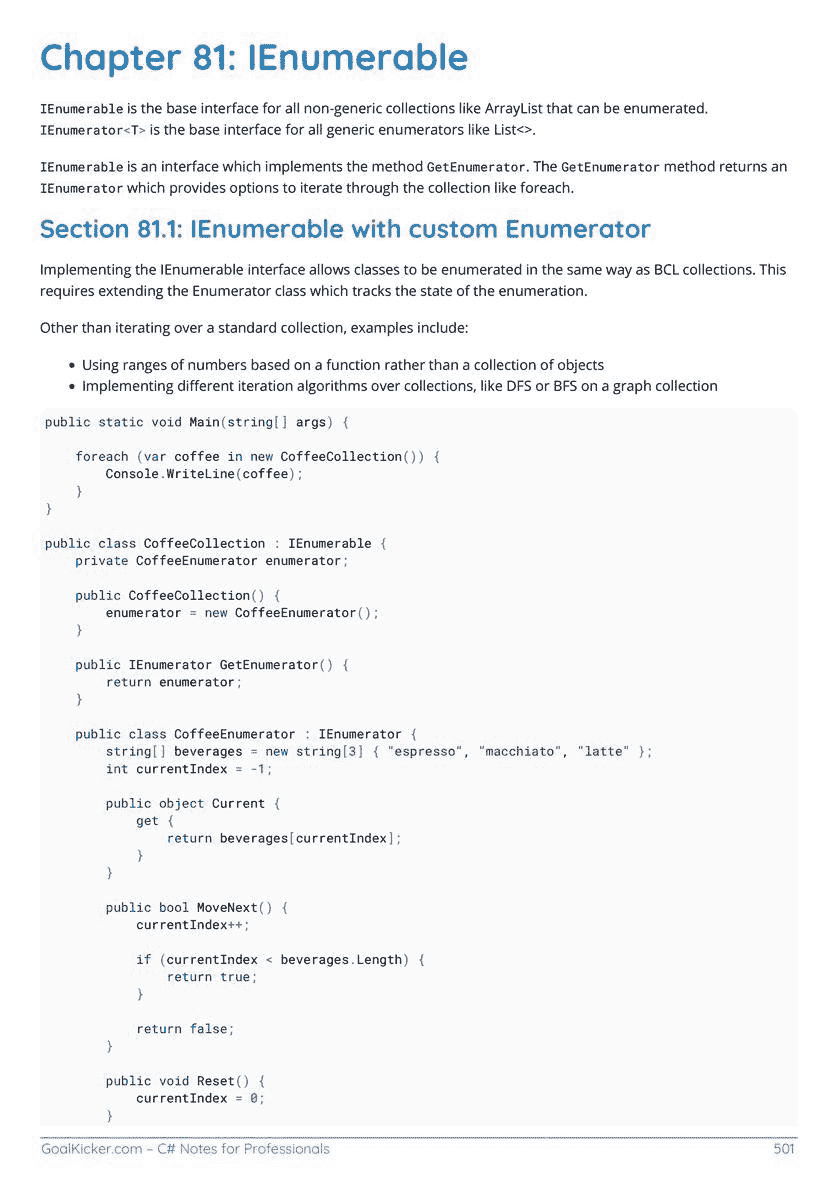 Chapter 81: IEnumerable
IEnumerable is the base interface for all non-generic collections like ArrayList that can be enumerated.
IEnumerator<T> is the base interface for all generic enumerators like List<>.
IEnumerable is an interface which implements the method GetEnumerator. The GetEnumerator method returns an
IEnumerator which provides options to iterate through the collection like foreach.
Section 81.1: IEnumerable with custom Enumerator
Implementing the IEnumerable interface allows classes to be enumerated in the same way as BCL collections. This
requires extending the Enumerator class which tracks the state of the enumeration.
Other than iterating over a standard collection, examples include:
• Using ranges of numbers based on a function rather than a collection of objects
• Implementing different iteration algorithms over collections, like DFS or BFS on a graph collection
public static void Main(string[] args) {
    foreach (var coffee in new CoffeeCollection()) {
        Console.WriteLine(coffee);
    }
}
public class CoffeeCollection : IEnumerable {
    private CoffeeEnumerator enumerator;
    public CoffeeCollection() {
        enumerator = new CoffeeEnumerator();
    }
    public IEnumerator GetEnumerator() {
        return enumerator;
    }
    public class CoffeeEnumerator : IEnumerator {
        string[] beverages = new string[3] { "espresso", "macchiato", "latte" };
        int currentIndex = -1;
        public object Current {
            get {
                return beverages[currentIndex];
            }
        }
        public bool MoveNext() {
            currentIndex++;
            if (currentIndex < beverages.Length) {
                return true;
            }
            return false;
        }
        public void Reset() {
            currentIndex = 0;
        }
GoalKicker.com – C# Notes for Professionals 501